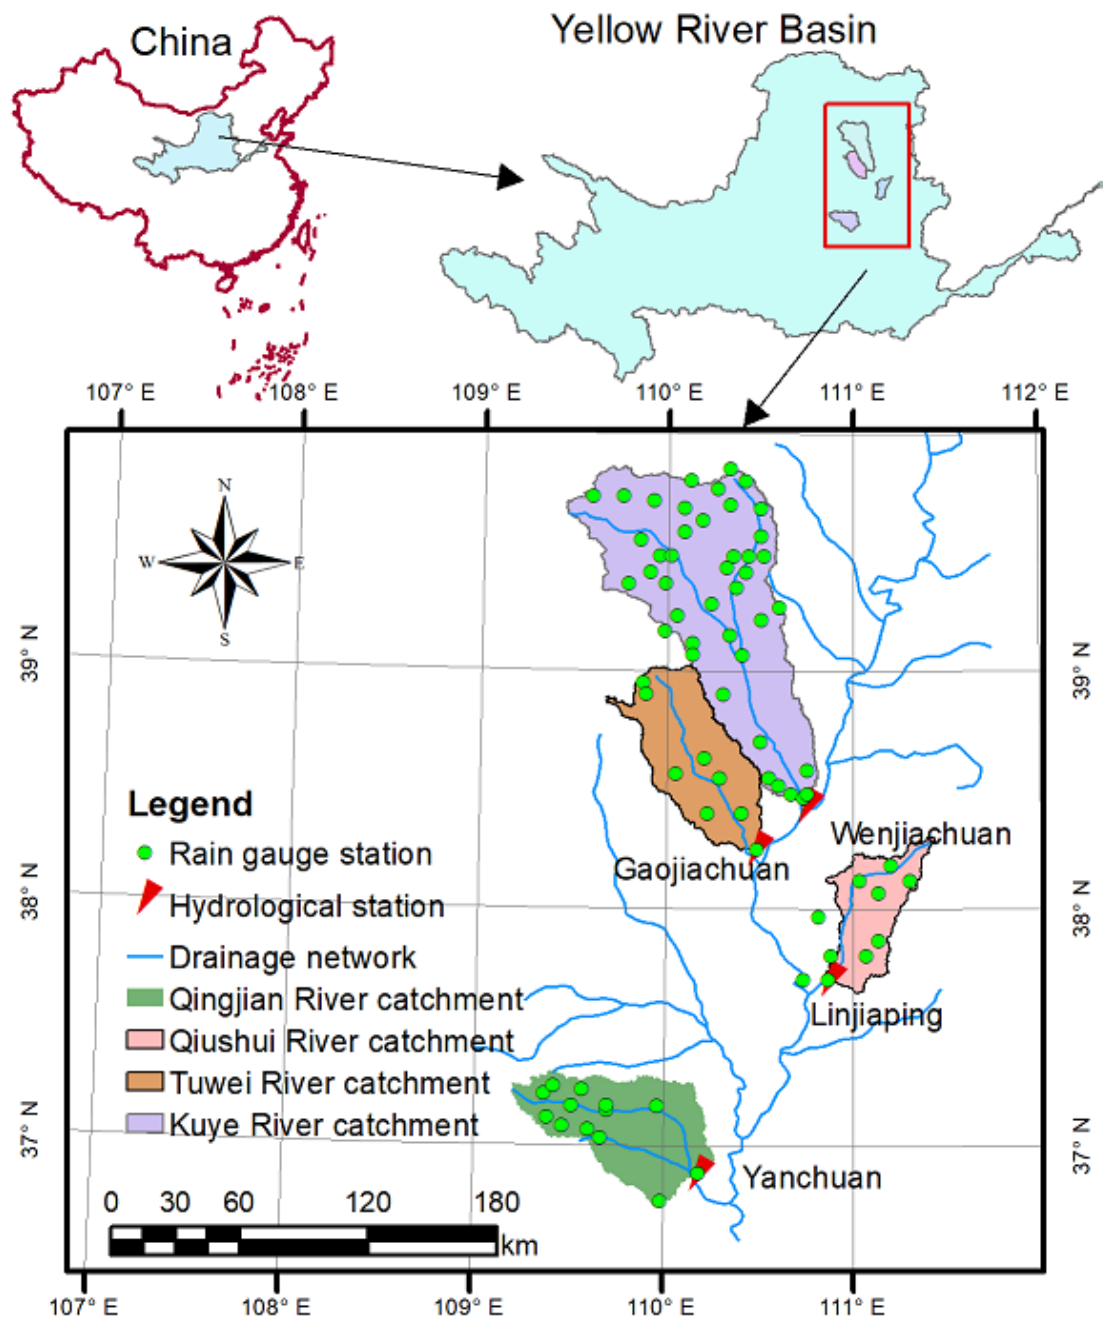 China
Yellow River Basin
107° E
108° E
109° E
110° E
111° E
112° E
N
W
E
S
39° N
39° N
Legend
Rain gauge station
Hydrological station
Drainage network
Qingjian River catchment
Qiushui River catchment
Tuwei River catchment
Kuye River catchment
Wenjiachuan
Gaojiachuan
38° N
38° N
Linjiaping
37° N
37° N
Yanchuan
0 30 60 120 180
km
107° E
108° E
109° E
110° E
111° E